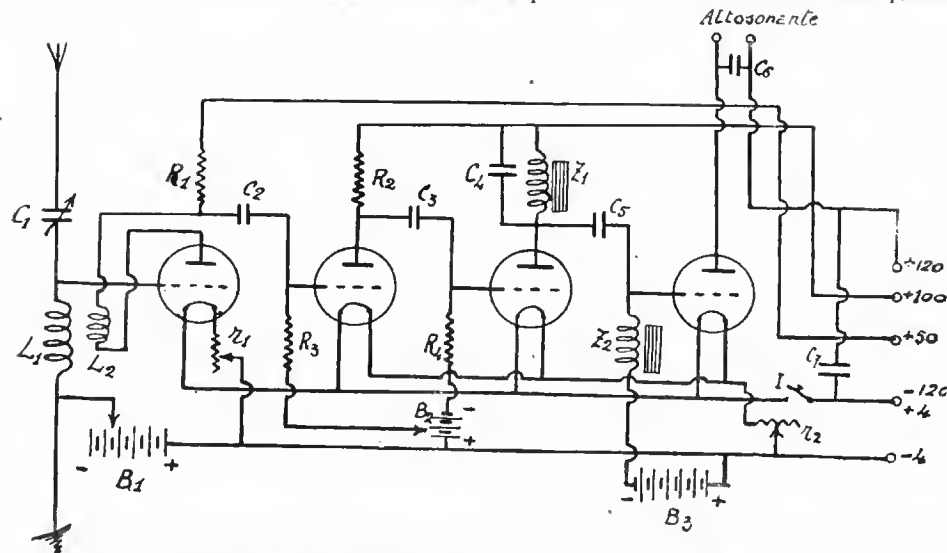 Altosonante
C6
R1
C2
R2
C3
C4
Z1
C5
C1
+120
+100
L1
L2
r1
R3
R4
Z2
+50
C7
I
-120
+4
B2
-
+
r2
-4
- B1 +
- B3 +